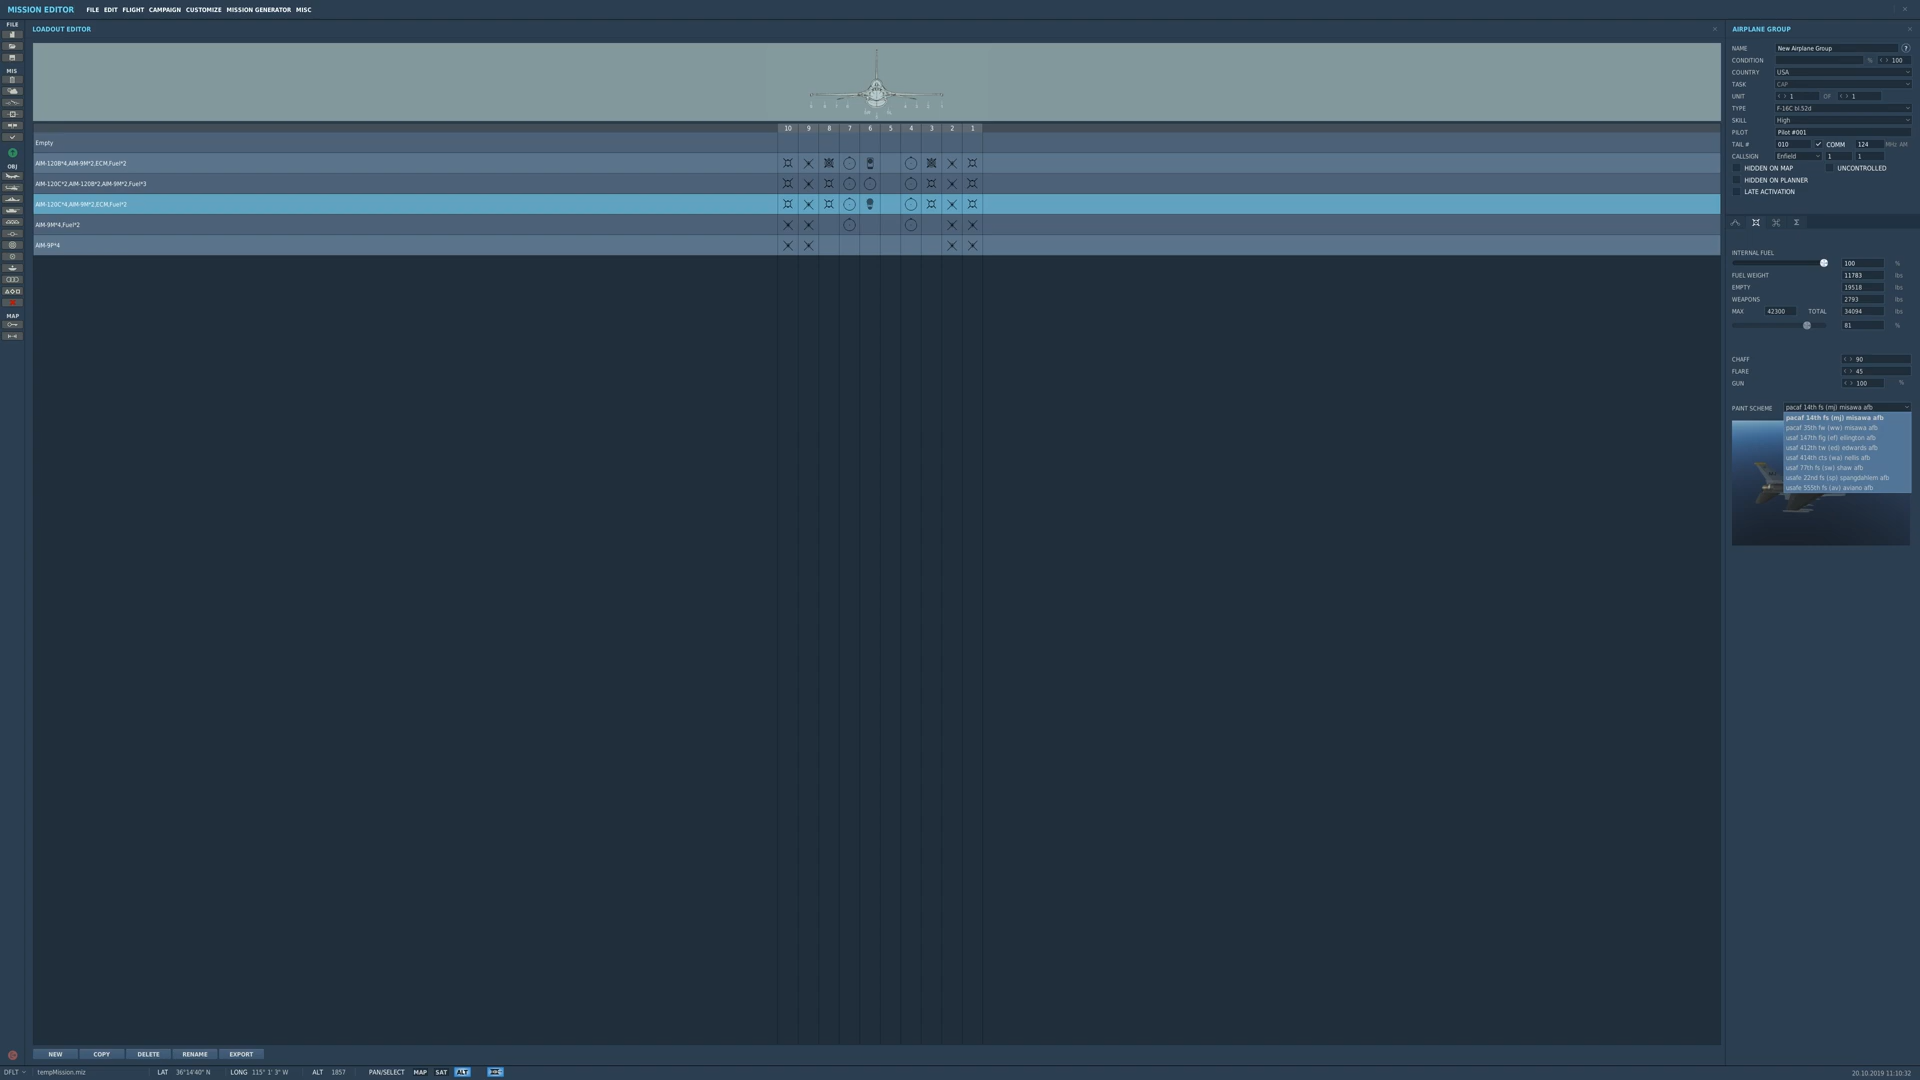 MISSION EDITOR FILE EDIT FLIGHT CAMPAIGN CUSTOMIZE MISSION GENERATOR MISC
FILE
MIS
OBJ
MAP
LOADOUT EDITOR
10 9 8 7 6 5 4 3 2 1
Empty
AIM-120B*4,AIM-9M*2,ECM,Fuel*2
AIM-120C*2,AIM-120B*2,AIM-9M*2,Fuel*3
AIM-120C*4,AIM-9M*2,ECM,Fuel*2
AIM-9M*4,Fuel*2
AIM-9P*4
NEW COPY DELETE RENAME EXPORT
AIRPLANE GROUP
NAME New Airplane Group ?
CONDITION % < > 100
COUNTRY USA
TASK CAP
UNIT < > 1 OF < > 1
TYPE F-16C bl.52d
SKILL High
PILOT Pilot #001
TAIL # 010 COMM 124 MHz AM
CALLSIGN Enfield 1 1
HIDDEN ON MAP UNCONTROLLED
HIDDEN ON PLANNER
LATE ACTIVATION
INTERNAL FUEL
100 %
FUEL WEIGHT 11783 lbs
EMPTY 19518 lbs
WEAPONS 2793 lbs
MAX 42300 TOTAL 34094 lbs
81 %
CHAFF < > 90
FLARE < > 45
GUN < > 100 %
PAINT SCHEME pacaf 14th fs (mj) misawa afb
pacaf 14th fs (mj) misawa afb
pacaf 35th fw (ww) misawa afb
usaf 147th fig (ef) ellington afb
usaf 412th tw (ed) edwards afb
usaf 414th cts (wa) nellis afb
usaf 77th fs (sw) shaw afb
usafe 22nd fs (sp) spangdahlem afb
usafe 555th fs (av) aviano afb
DFLT tempMission.miz LAT 36°14'40" N LONG 115° 1' 3" W ALT 1857 PAN/SELECT MAP SAT ALT 20.10.2019 11:10:32